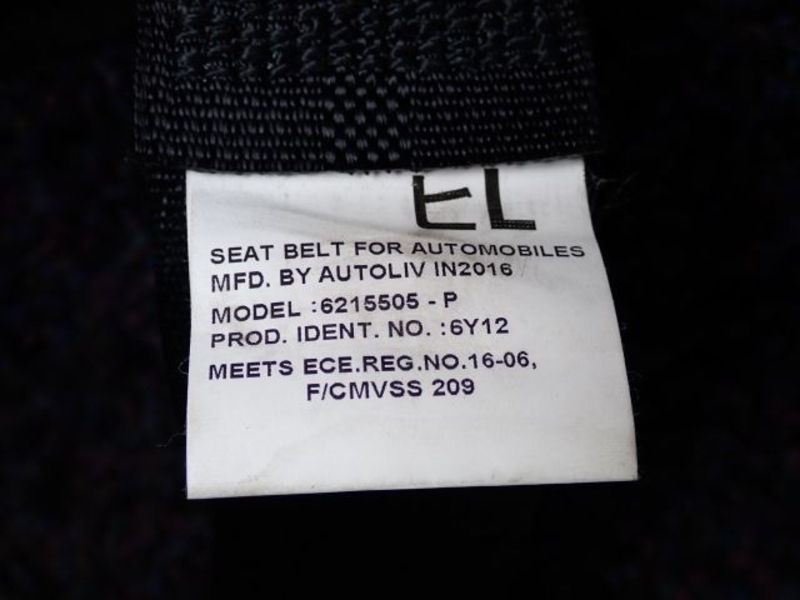 EL
SEAT BELT FOR AUTOMOBILES
MFD. BY AUTOLIV IN2016
MODEL :6215505 - P
PROD. IDENT. NO. :6Y12
MEETS ECE.REG.NO.16-06,
F/CMVSS 209